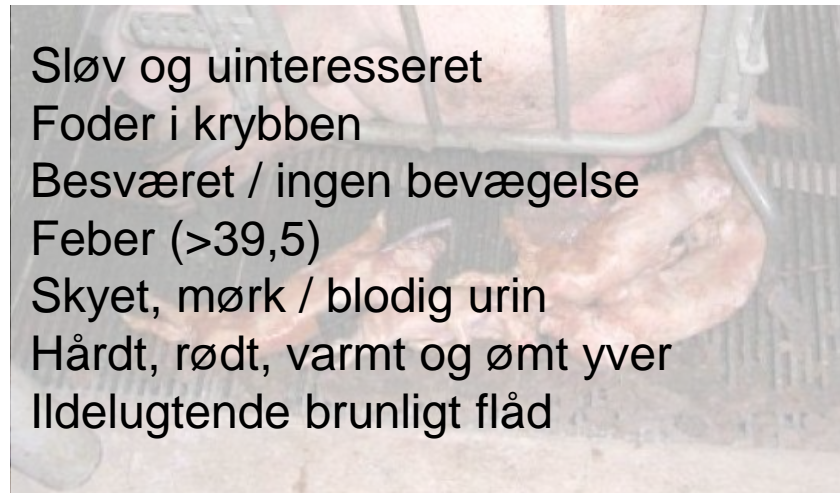 Sløv og uinteresseret
Foder i krybben
Besværet / ingen bevægelse
Feber (>39,5)
Skyet, mørk / blodig urin
Hårdt, rødt, varmt og ømt yver
Ildelugtende brunligt flåd